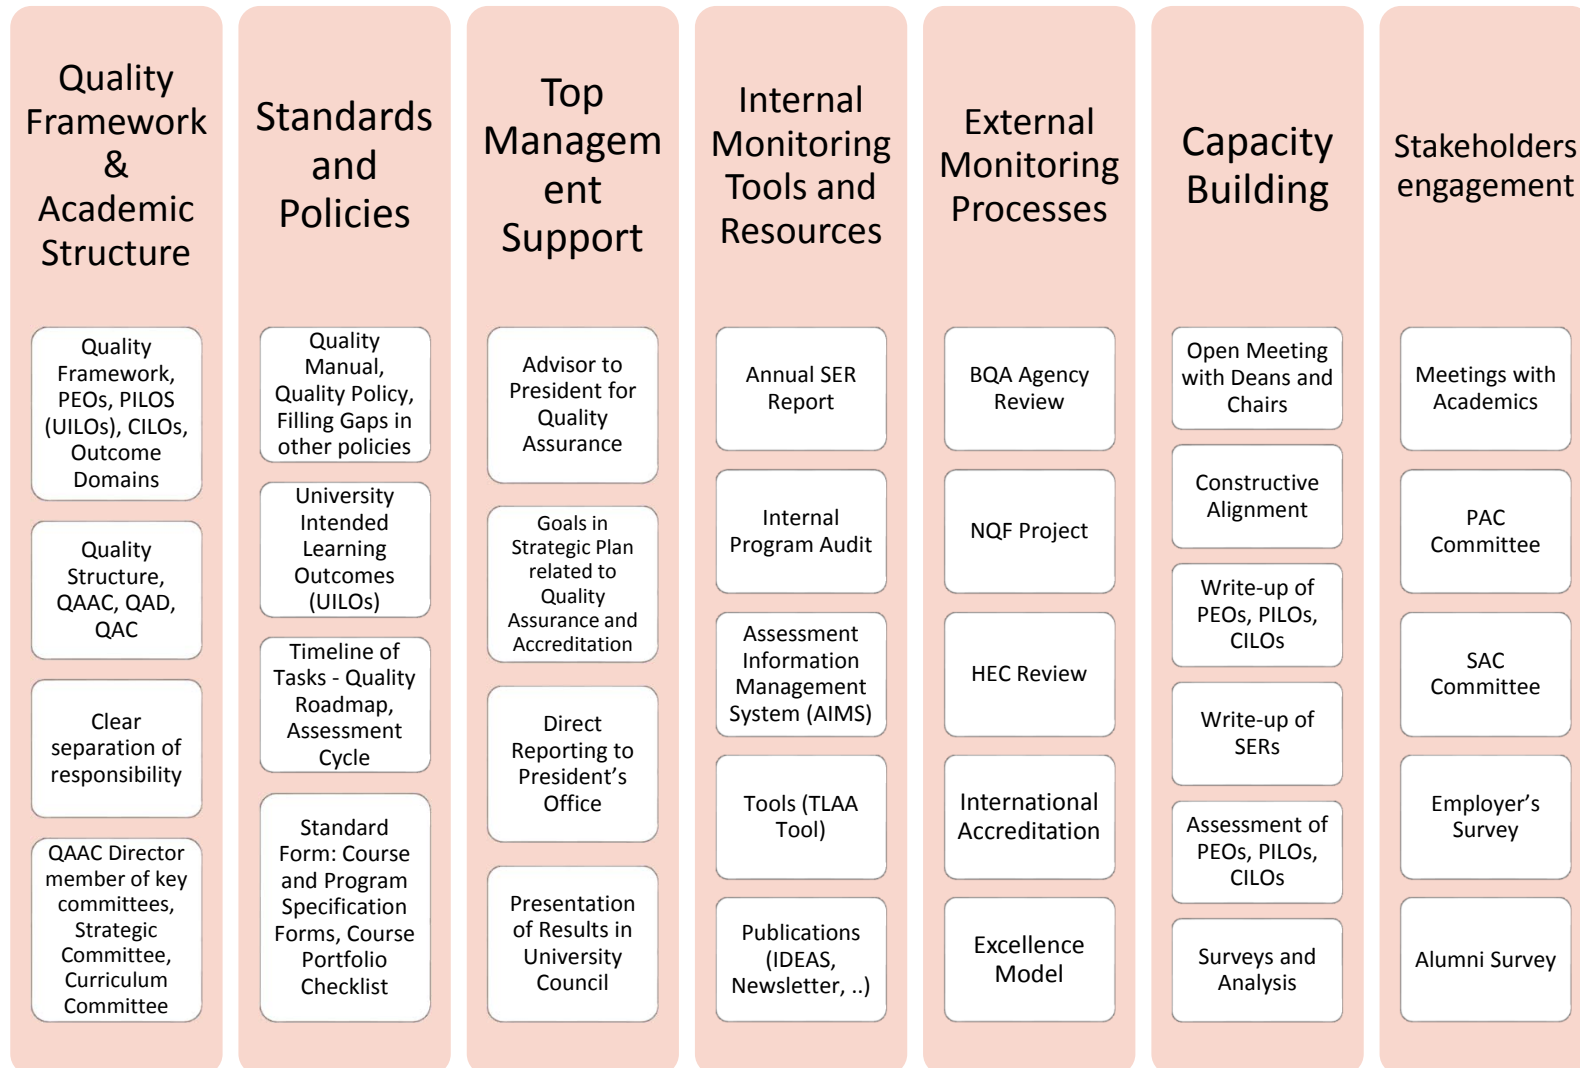 Quality
Framework
&
Academic
Structure
Quality
Framework,
PEOs, PILOS
(UILOs), CILOs,
Outcome
Domains
Quality
Structure,
QAAC, QAD,
QAC
Clear
separation of
responsibility
QAAC Director
member of key
committees,
Strategic
Committee,
Curriculum
Committee
Standards
and
Policies
Quality
Manual,
Quality Policy,
Filling Gaps in
other policies
University
Intended
Learning
Outcomes
(UILOs)
Timeline of
Tasks - Quality
Roadmap,
Assessment
Cycle
Standard
Form: Course
and Program
Specification
Forms, Course
Portfolio
Checklist
Top
Managem
ent
Support
Advisor to
President for
Quality
Assurance
Goals in
Strategic Plan
related to
Quality
Assurance and
Accreditation
Direct
Reporting to
President’s
Office
Presentation
of Results in
University
Council
Internal
Monitoring
Tools and
Resources
Annual SER
Report
Internal
Program Audit
Assessment
Information
Management
System (AIMS)
Tools (TLAA
Tool)
Publications
(IDEAS,
Newsletter, ..)
External
Monitoring
Processes
BQA Agency
Review
NQF Project
HEC Review
International
Accreditation
Excellence
Model
Capacity
Building
Open Meeting
with Deans and
Chairs
Constructive
Alignment
Write-up of
PEOs, PILOs,
CILOs
Write-up of
SERs
Assessment of
PEOs, PILOs,
CILOs
Surveys and
Analysis
Stakeholders
engagement
Meetings with
Academics
PAC
Committee
SAC
Committee
Employer’s
Survey
Alumni Survey